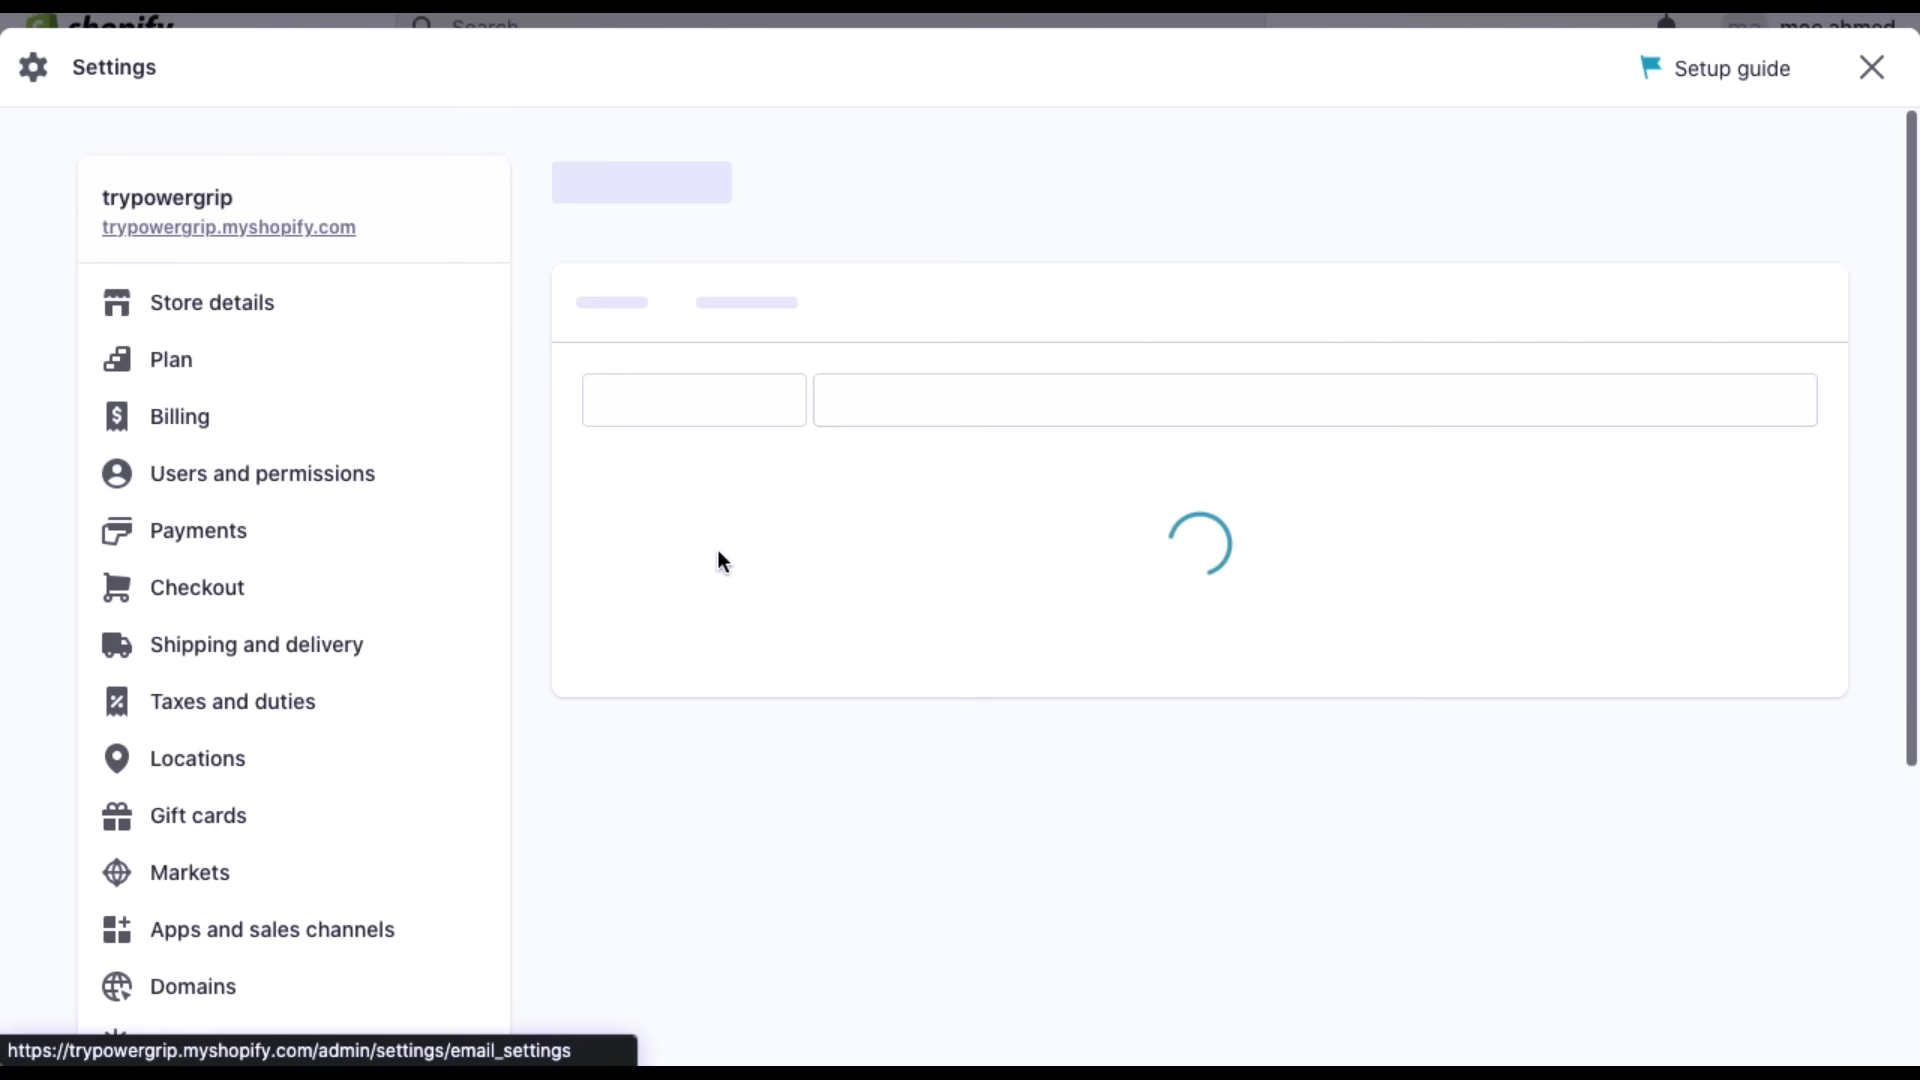 shopify
Search
moe ahmed
Settings
Setup guide
trypowergrip
trypowergrip.myshopify.com
Store details
Plan
Billing
Users and permissions
Payments
Checkout
Shipping and delivery
Taxes and duties
Locations
Gift cards
Markets
Apps and sales channels
Domains
https://trypowergrip.myshopify.com/admin/settings/email_settings